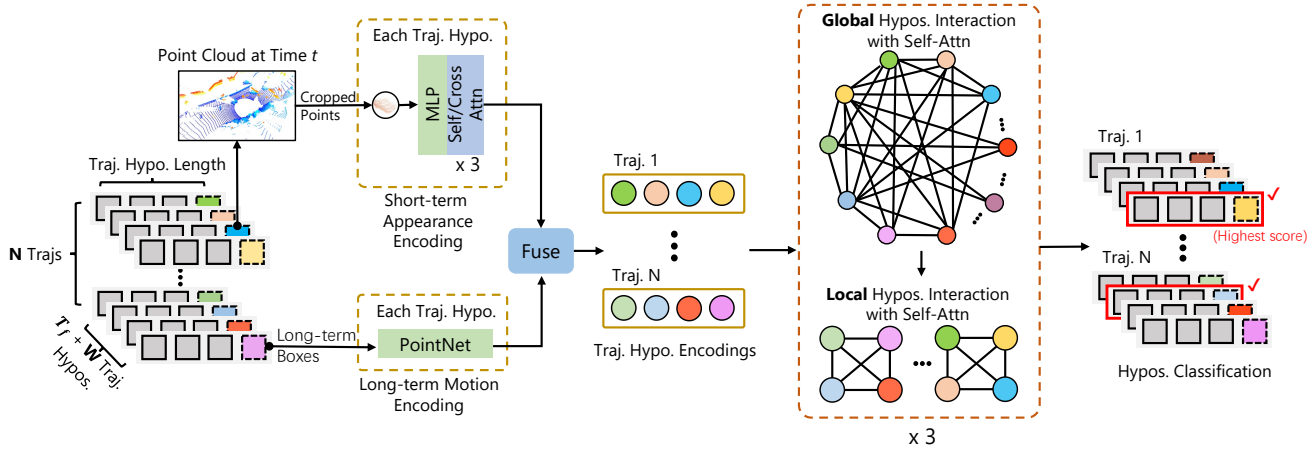 Point Cloud at Time t
Cropped
Points
Each Traj. Hypo.
MLP
Self/Cross
Attn
x 3
Short-term
Appearance
Encoding
Traj. Hypo. Length
N Trajs
T_f + W Traj.
Hypos.
Long-term
Boxes
Each Traj. Hypo.
PointNet
Long-term Motion
Encoding
Fuse
Traj. 1
Traj. N
Traj. Hypo. Encodings
Global Hypos. Interaction
with Self-Attn
Local Hypos. Interaction
with Self-Attn
x 3
Traj. 1
(Highest score)
Traj. N
Hypos. Classification